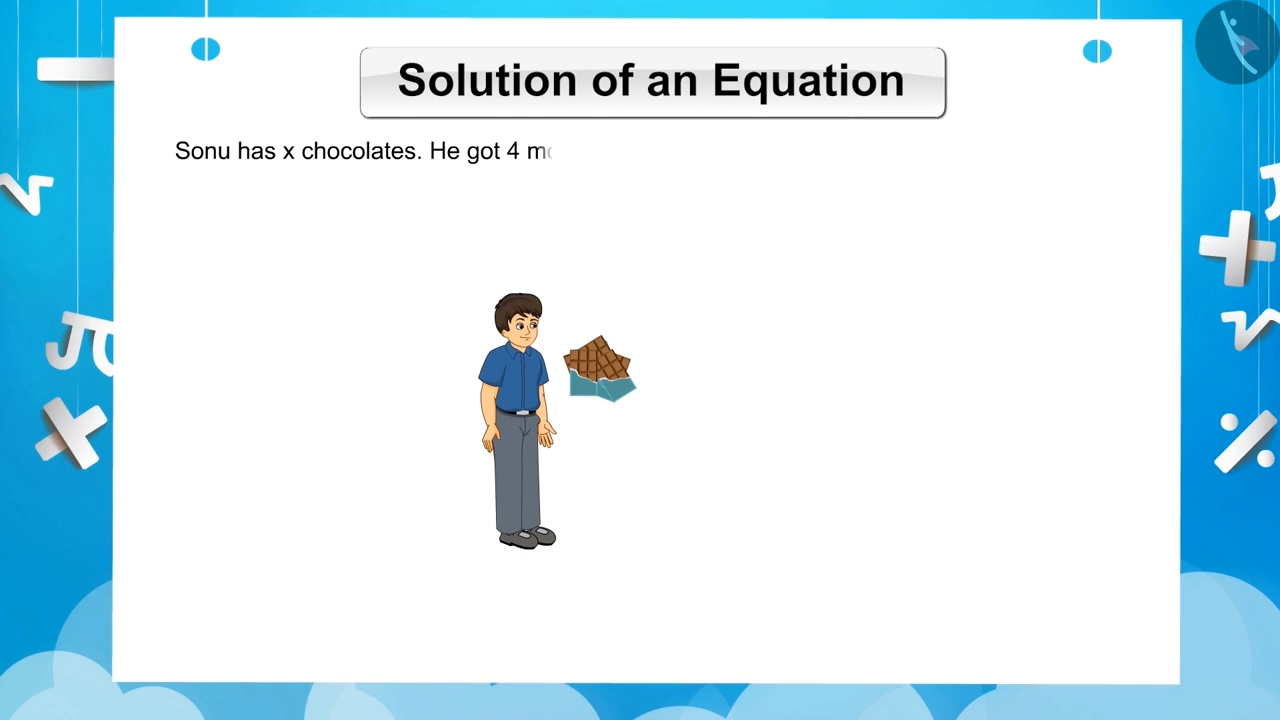 Solution of an Equation
Sonu has x chocolates. He got 4